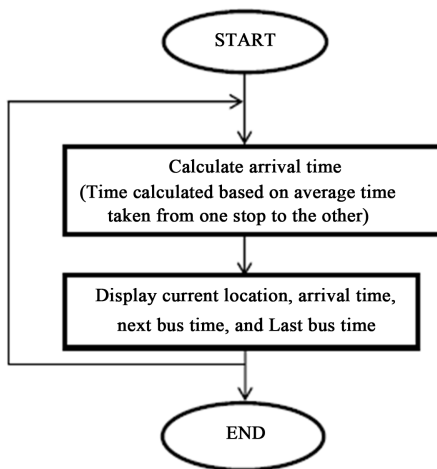 START
Calculate arrival time
(Time calculated based on average time
taken from one stop to the other)
Display current location, arrival time,
next bus time, and Last bus time
END